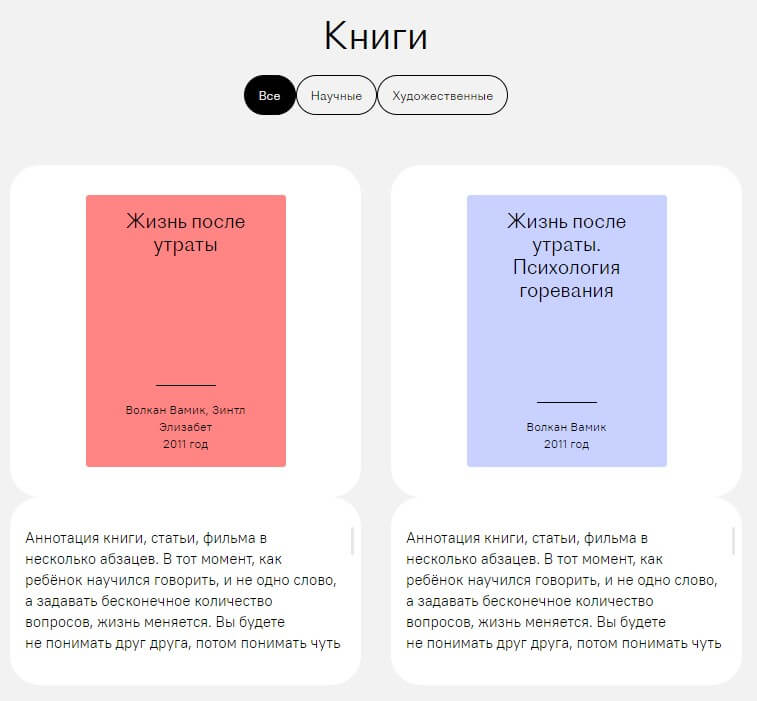 Книги
Все
Научные
Художественные
Жизнь после
утраты
Волкан Вамик, Зинтл
Элизабет
2011 год
Жизнь после
утраты.
Психология
горевания
Волкан Вамик
2011 год
Аннотация книги, статьи, фильма в
несколько абзацев. В тот момент, как
ребёнок научился говорить, и не одно слово,
а задавать бесконечное количество
вопросов, жизнь меняется. Вы будете
не понимать друг друга, потом понимать чуть
Аннотация книги, статьи, фильма в
несколько абзацев. В тот момент, как
ребёнок научился говорить, и не одно слово,
а задавать бесконечное количество
вопросов, жизнь меняется. Вы будете
не понимать друг друга, потом понимать чуть